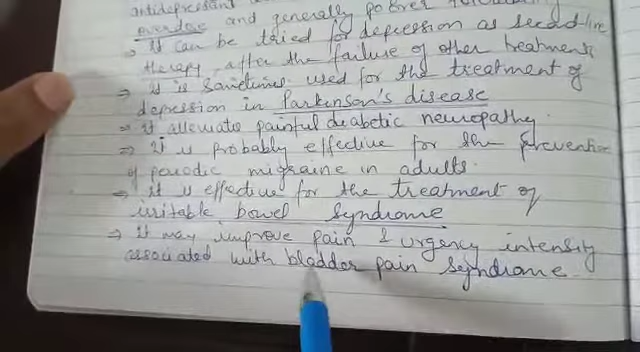 antidepressant
overdose and generally poorer
→ it can be tried for depression as second-line
therapy after the failure of other treatment
→ it is sometimes used for the treatment of
depression in Parkinson's disease
→ it alleviate painful diabetic neuropathy.
→ It is probably effective for the prevention
of periodic migraine in adults.
→ it is effective for the treatment of
irritable bowel syndrome
→ it may improve pain & urgency intensity
associated with bladder pain syndrome